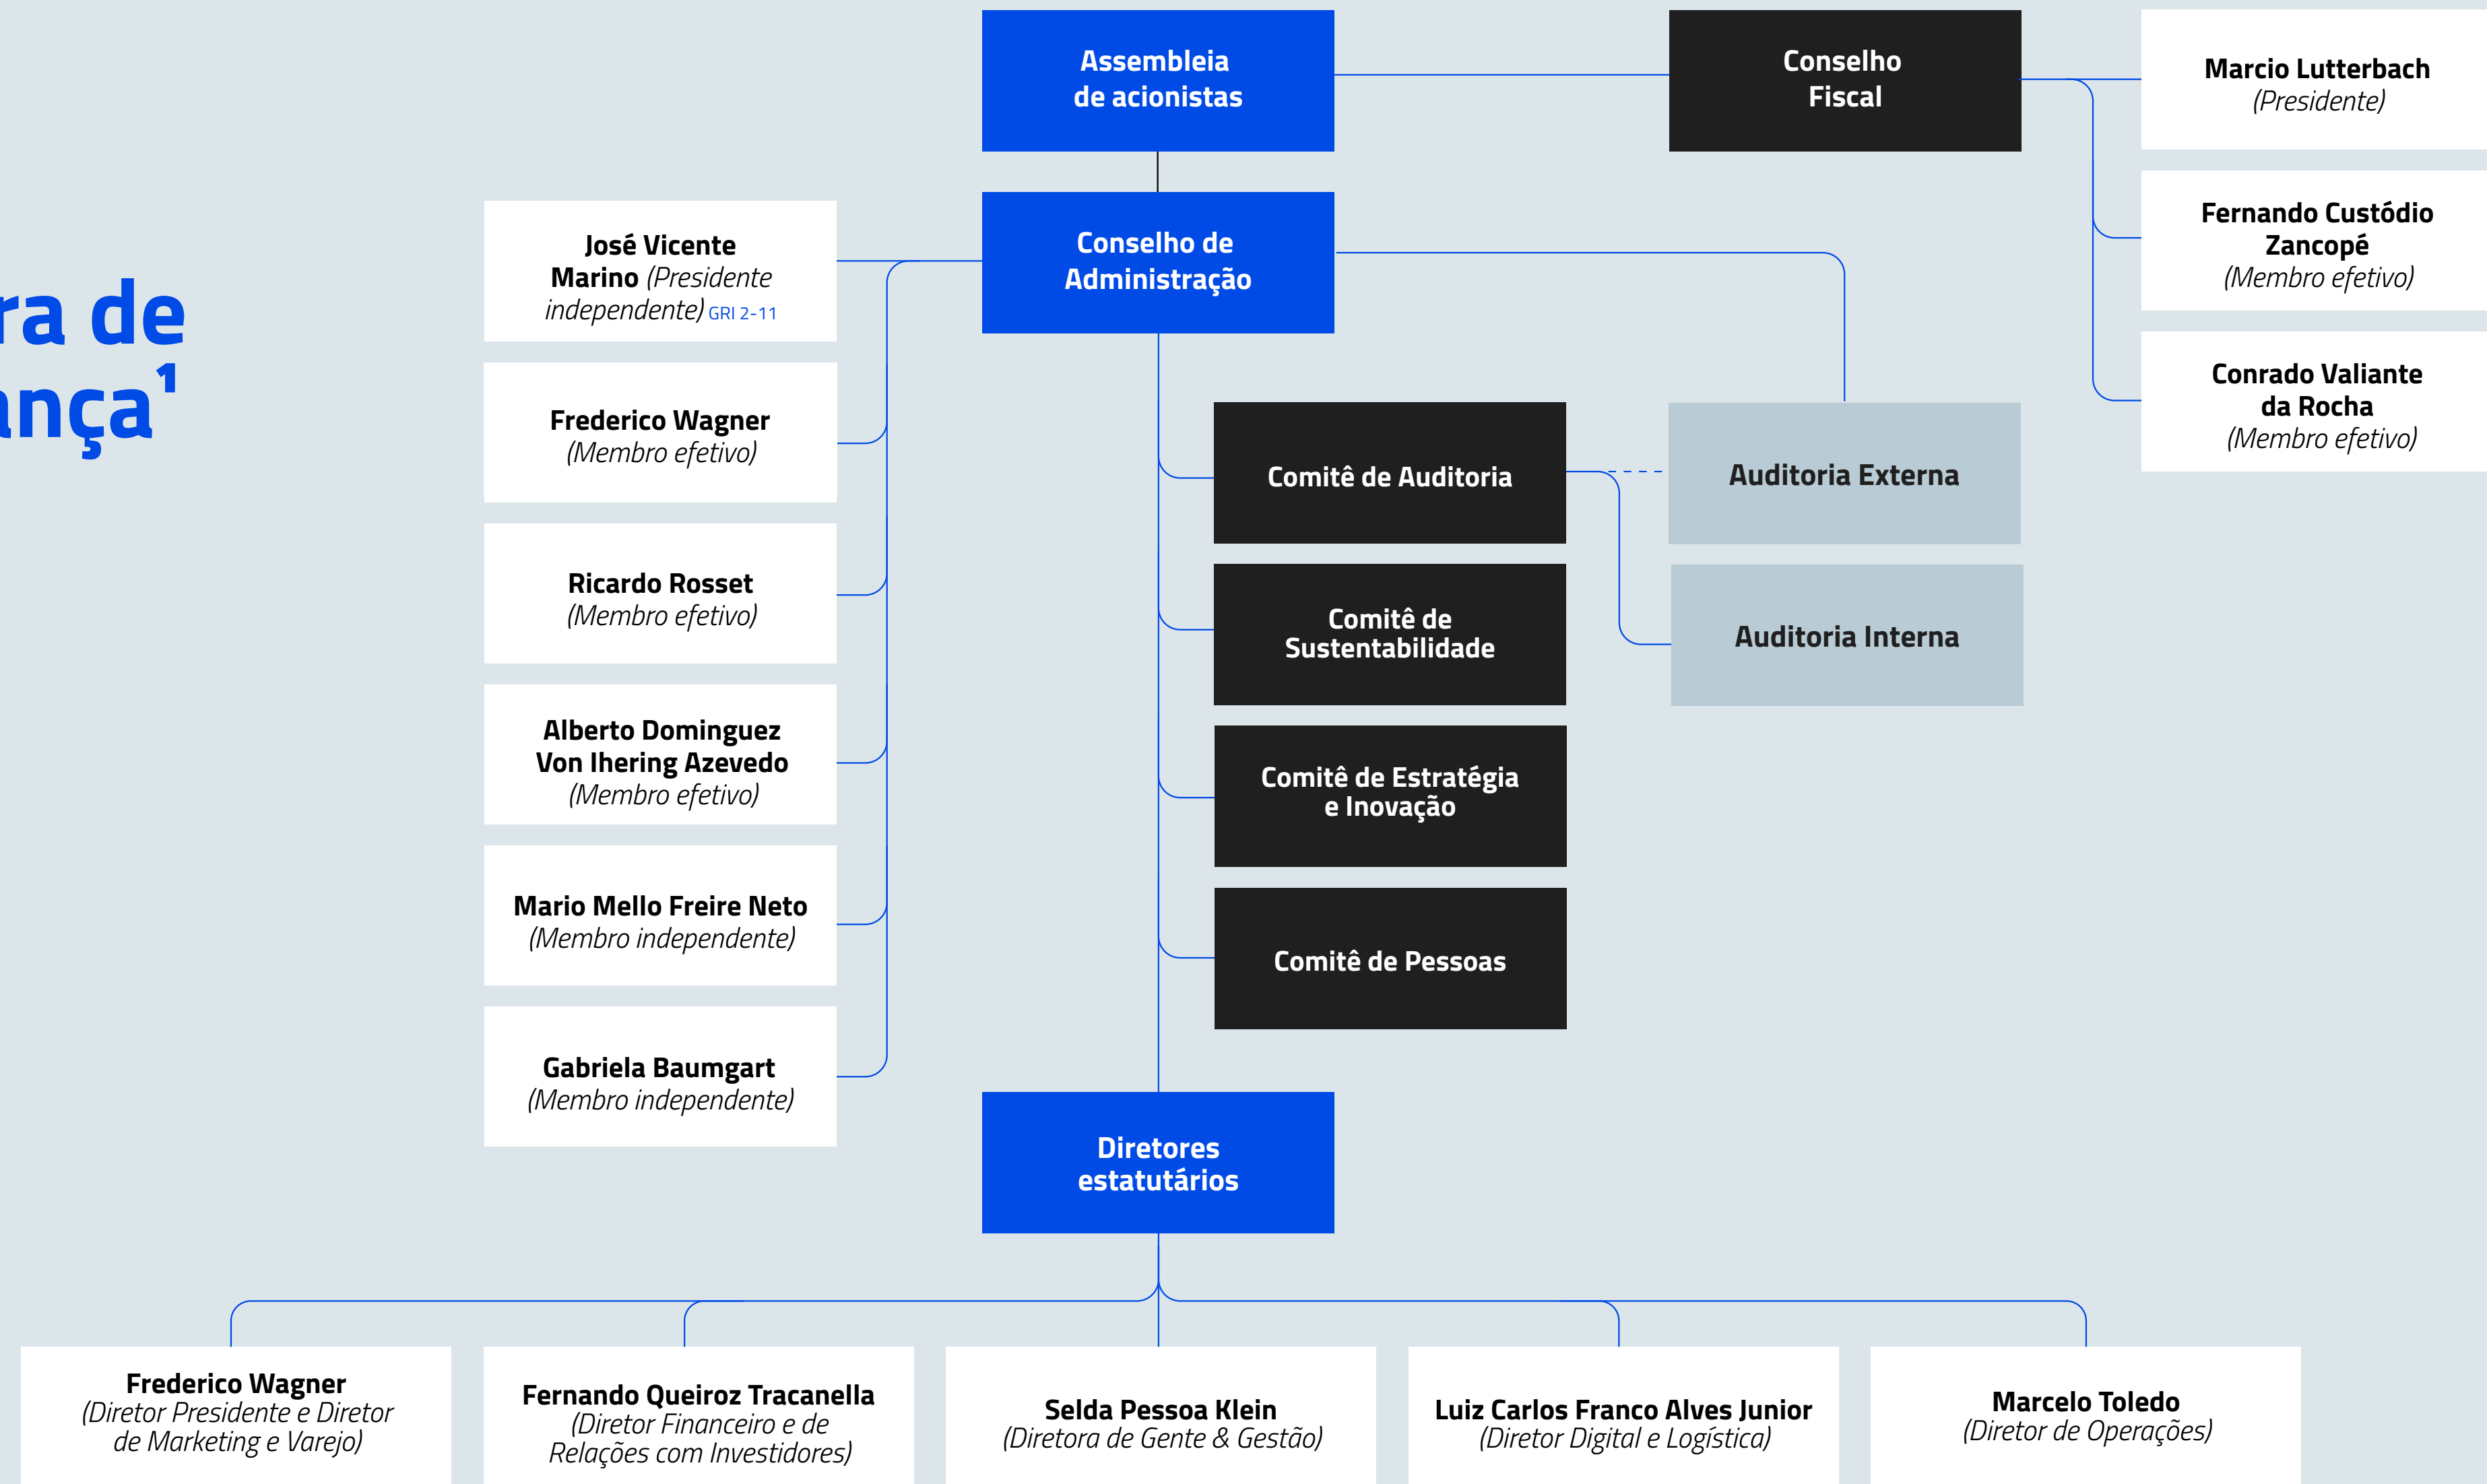 ra de
ança¹
Assembleia
de acionistas
Conselho
Fiscal
Marcio Lutterbach
(Presidente)
Fernando Custódio
Zancopé
(Membro efetivo)
Conrado Valiante
da Rocha
(Membro efetivo)
Conselho de
Administração
José Vicente
Marino (Presidente
independente) GRI 2-11
Frederico Wagner
(Membro efetivo)
Ricardo Rosset
(Membro efetivo)
Alberto Dominguez
Von Ihering Azevedo
(Membro efetivo)
Mario Mello Freire Neto
(Membro independente)
Gabriela Baumgart
(Membro independente)
Comitê de Auditoria
Auditoria Externa
Comitê de
Sustentabilidade
Auditoria Interna
Comitê de Estratégia
e Inovação
Comitê de Pessoas
Diretores
estatutários
Frederico Wagner
(Diretor Presidente e Diretor
de Marketing e Varejo)
Fernando Queiroz Tracanella
(Diretor Financeiro e de
Relações com Investidores)
Selda Pessoa Klein
(Diretora de Gente & Gestão)
Luiz Carlos Franco Alves Junior
(Diretor Digital e Logística)
Marcelo Toledo
(Diretor de Operações)